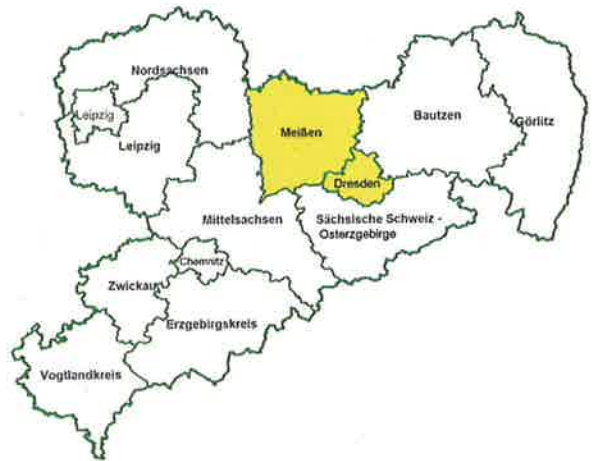 Nordsachsen
Leipzig
Leipzig
Meißen
Bautzen
Görlitz
Dresden
Mittelsachsen
Sächsische Schweiz -
Osterzgebirge
Chemnitz
Zwickau
Erzgebirgskreis
Vogtlandkreis